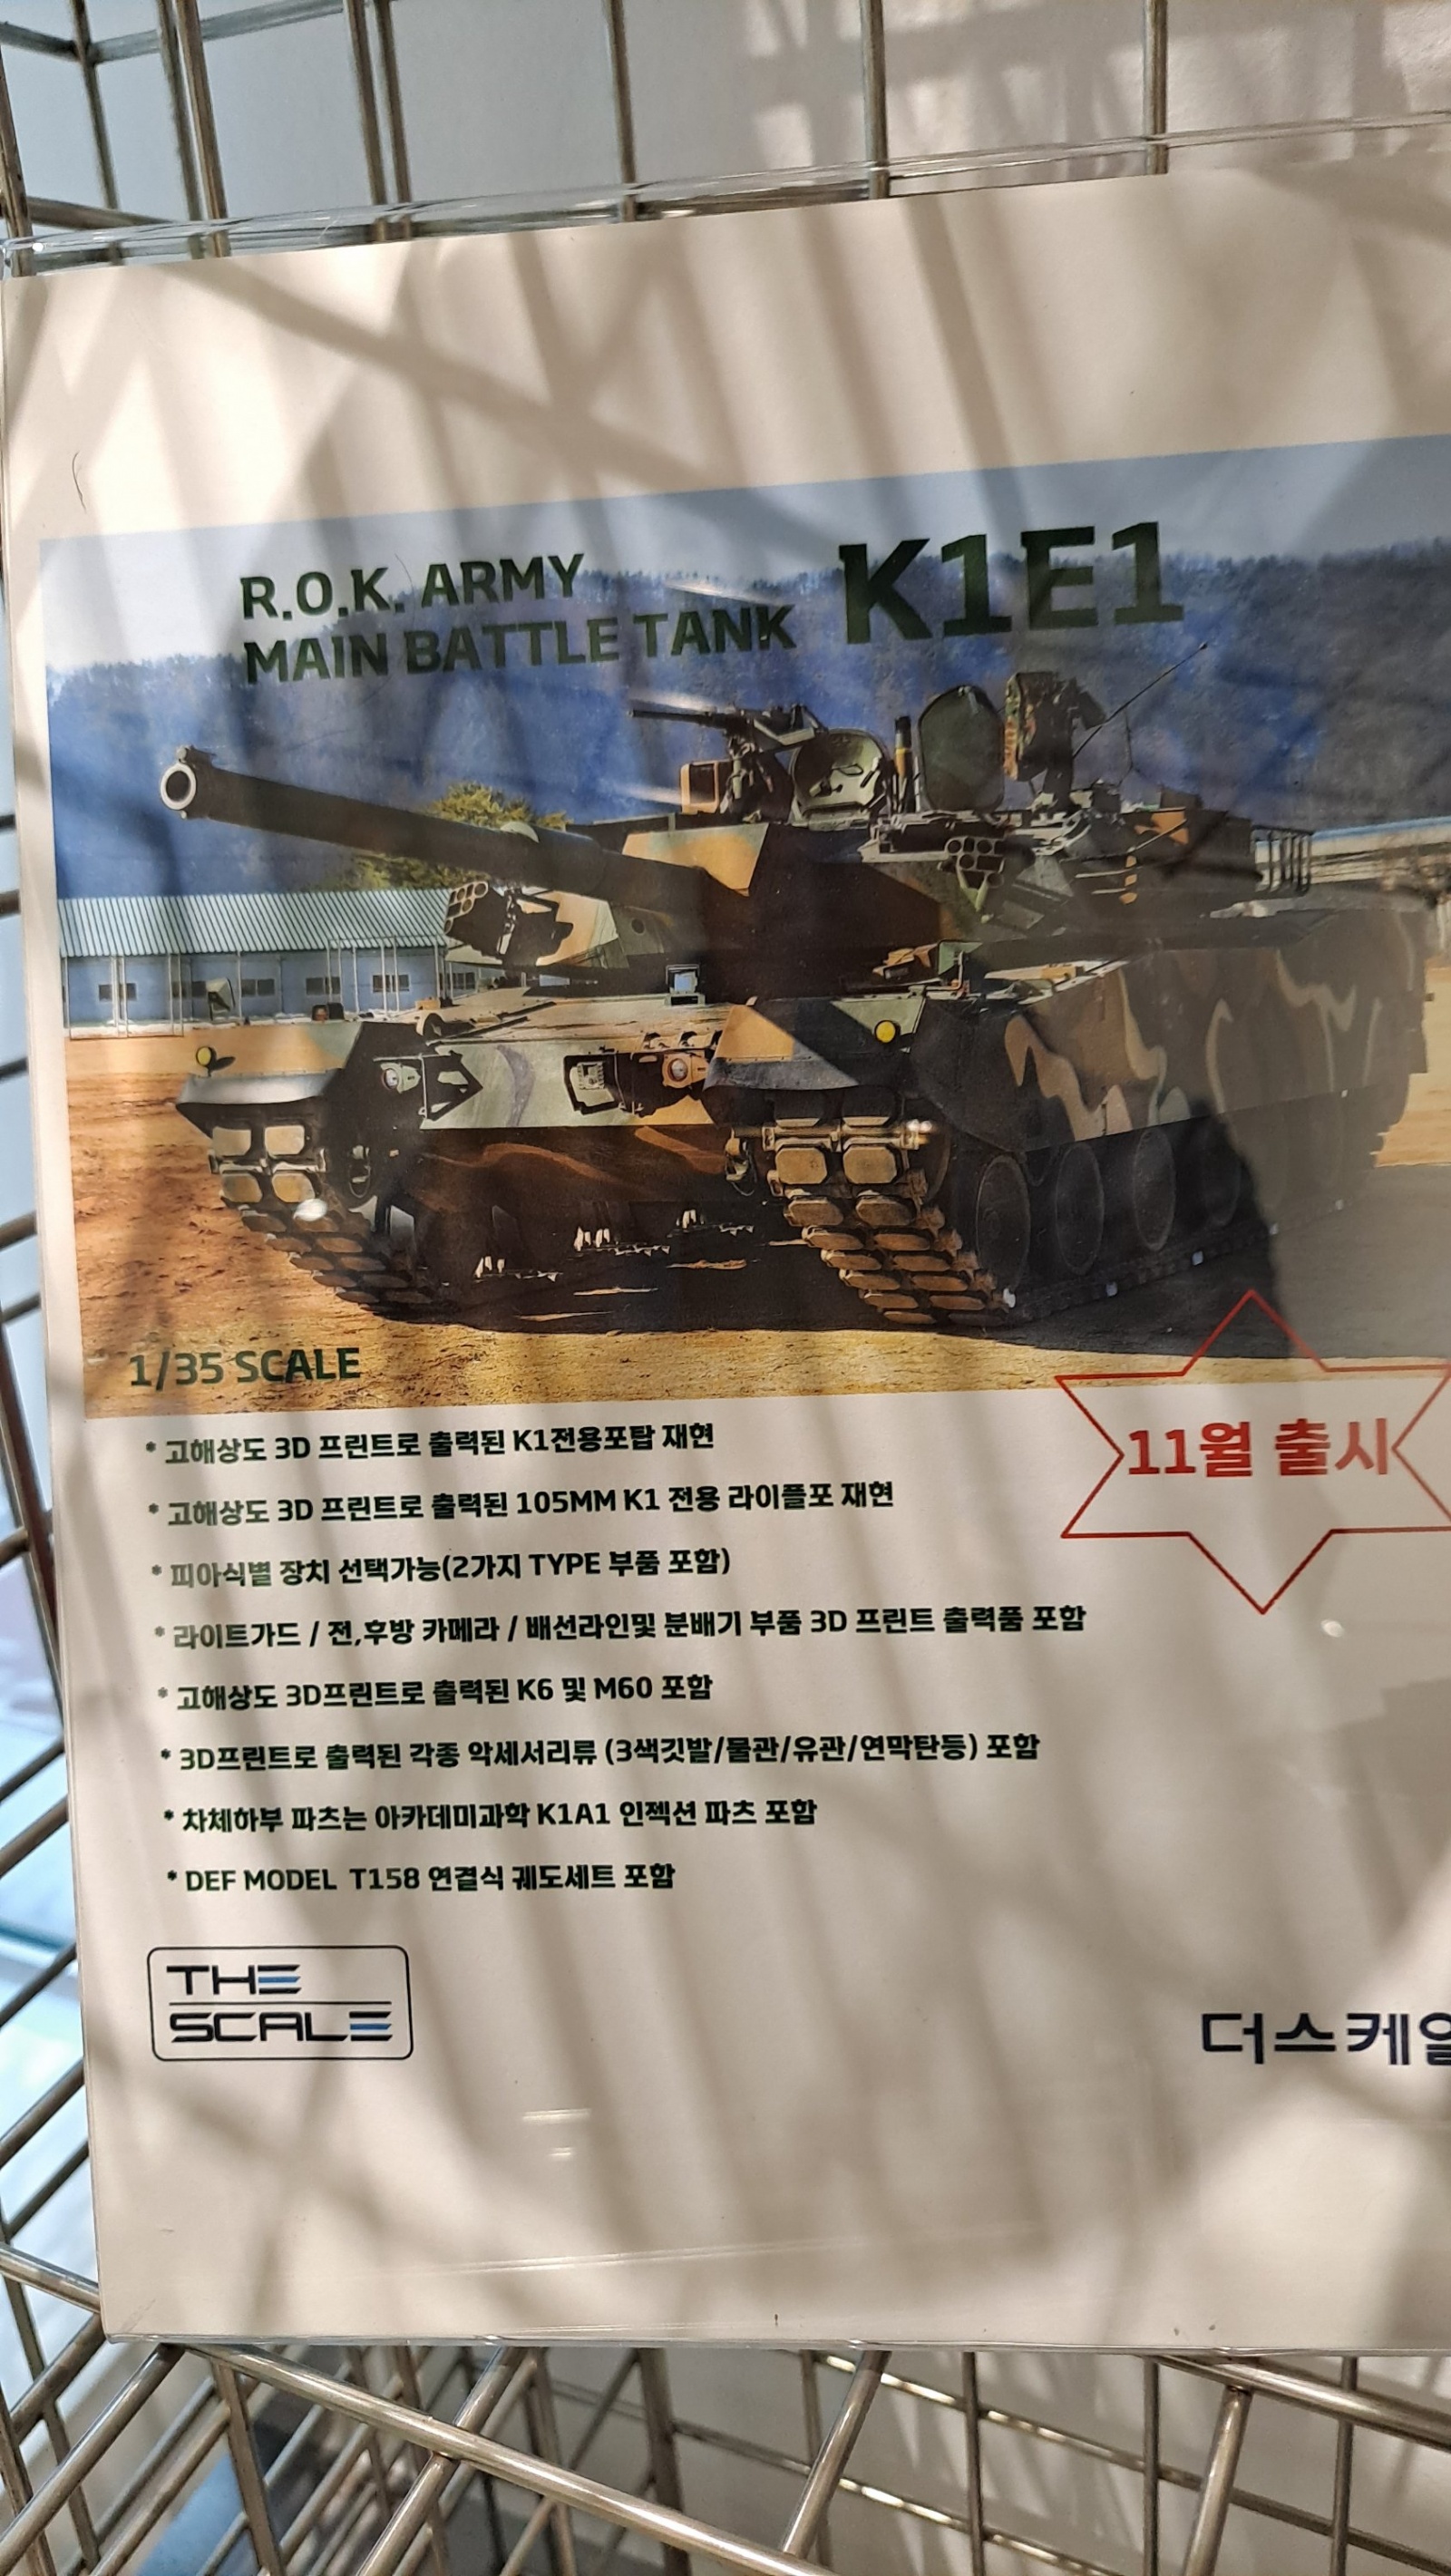 R.O.K. ARMY
MAIN BATTLE TANK K1E1
1/35 SCALE
11월 출시
* 고해상도 3D 프린트로 출력된 K1전용포탑 재현
* 고해상도 3D 프린트로 출력된 105MM K1 전용 라이플포 재현
* 피아식별 장치 선택가능(2가지 TYPE 부품 포함)
* 라이트가드 / 전,후방 카메라 / 배선라인및 분배기 부품 3D 프린트 출력품 포함
* 고해상도 3D프린트로 출력된 K6 및 M60 포함
* 3D프린트로 출력된 각종 악세서리류 (3색깃발/물관/유관/연막탄등) 포함
* 차체하부 파츠는 아카데미과학 K1A1 인젝션 파츠 포함
* DEF MODEL T158 연결식 궤도세트 포함
THE
SCALE
더스케일